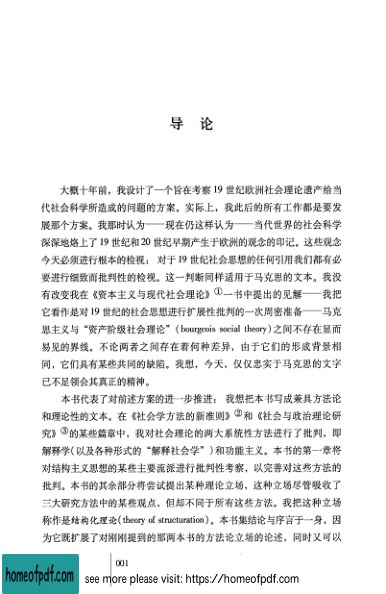 导 论
大概十年前，我设计了一个旨在考察 19 世纪欧洲社会理论遗产给当
代社会科学所造成的问题的方案。实际上，我此后的所有工作都是要发
展那个方案。我那时认为——现在仍这样认为——当代世界的社会科学
深深地烙上了 19 世纪和 20 世纪早期产生于欧洲的观念的印记。这些观念
今天必须进行根本的检视；对于 19 世纪社会思想的任何引用我们都有必
要进行细致而批判性的检视。这一判断同样适用于马克思的文本。我没
有改变我在《资本主义与现代社会理论》①一书中提出的见解——我把
它看作是对 19 世纪的社会思想进行扩展性批判的一次周密准备——马克
思主义与“资产阶级社会理论”（bourgeois social theory）之间不存在显而
易见的界线。不论两者之间存在着何种差异，由于它们的形成背景相
同，它们具有某些共同的缺陷。我想，今天，仅仅忠实于马克思的文字
已不足领会其真正的精神。
本书代表了对前述方案的进一步推进：我想把本书写成兼具方法论
和理论性的文本。在《社会学方法的新准则》②和《社会与政治理论研
究》③的某些篇章中，我对社会理论的两大系统性方法进行了批判，即
解释学（以及各种形式的“解释社会学”）和功能主义。本书的第一章将
对结构主义思想的某些主要流派进行批判性考察，以完善对这些方法的
批判。本书的其余部分将尝试提出某种理论立场，这种立场尽管吸收了
三大研究方法中的某些观点，但却不同于所有这些方法。我把这种立场
称作是结构化理论（theory of structuration）。本书集结论与序言于一身，因
为它既扩展了对刚刚提到的那两本书的方法论立场的论述，同时又可以
001
homeofpdf.com
see more please visit: https://homeofpdf.com